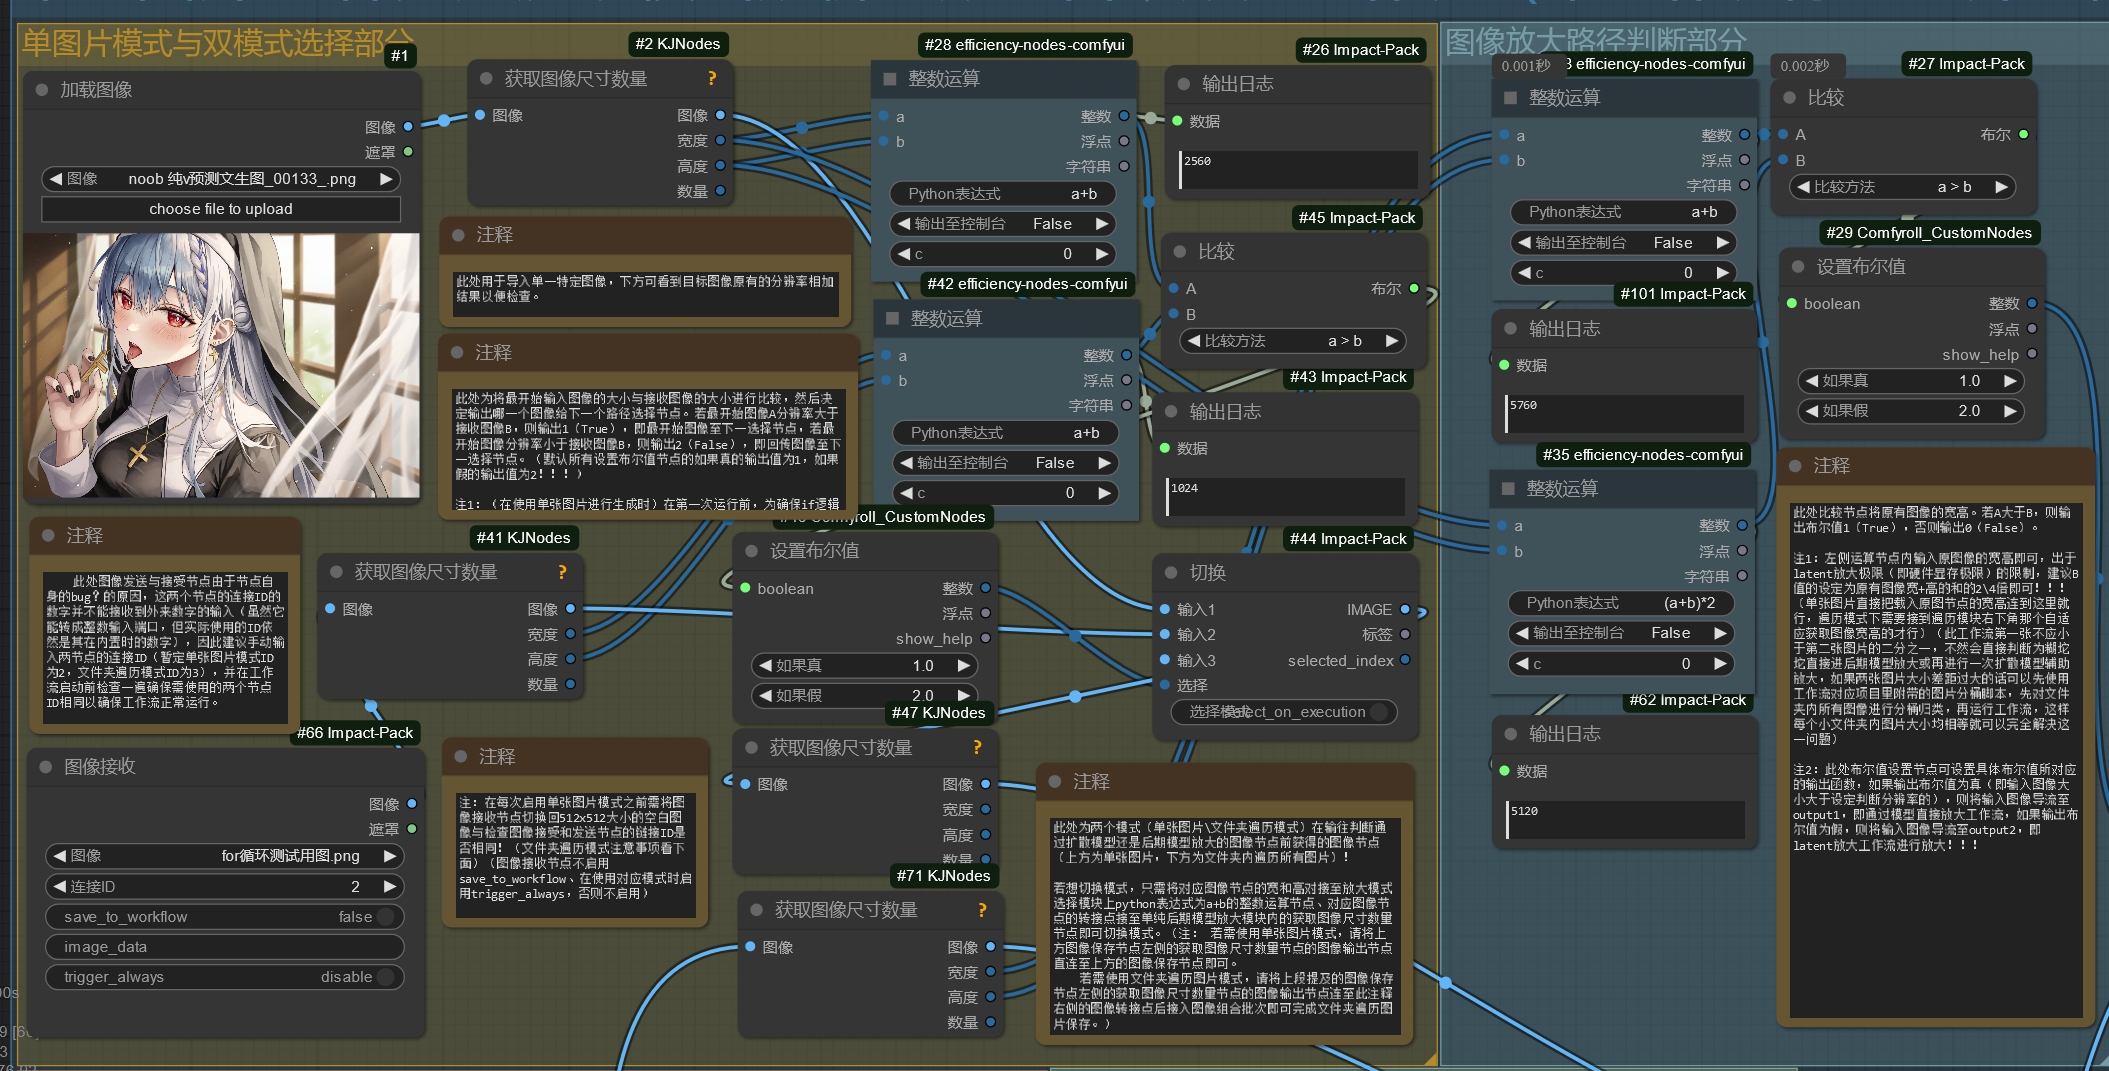 单图片模式与双模式选择部分
#1
加载图像
图像
遮罩
图像
noob 纯v预测文生图_00133_.png
choose file to upload
#2 KJNodes
获取图像尺寸数量
?
图像
图像
宽度
高度
数量
注释
此处用于导入单一特定图像，下方可看到目标图像原有的分辨率相加
结果以便检查。
注释
此处为将最开始输入图像的大小与接收图像的大小进行比较，然后决
定输出哪一个图像给下一个路径选择节点。若最开始图像A分辨率大于
接收图像B，则输出1（True），即最开始图像至下一选择节点，若最
开始图像分辨率小于接收图像B，则输出2（False），即回传图像至下
一选择节点。（默认所有设置布尔值节点的如果真的输出值为1，如果
假的输出值为2！！！）
注1：（在使用单张图片进行生成时）在第一次运行前，为确保if逻辑
#28 efficiency-nodes-comfyui
整数运算
a
整数
b
浮点
字符串
Python表达式
a+b
输出至控制台
False
c
0
#42 efficiency-nodes-comfyui
整数运算
a
整数
b
浮点
字符串
Python表达式
a+b
输出至控制台
False
c
0
#26 Impact-Pack
输出日志
数据
2560
#45 Impact-Pack
比较
A
布尔
B
比较方法
a > b
#43 Impact-Pack
输出日志
数据
1024
注释
此处图像发送与接受节点由于节点自
身的bug？的原因，这两个节点的连接ID的
数字并不能接收到外来数字的输入（虽然它
能转成整数输入端口，但实际使用的ID依
然是其在内置时的数字），因此建议手动输
入两节点的连接ID（暂定单张图片模式ID
为2，文件夹遍历模式ID为3），并在工作
流启动前检查一遍确保需使用的两个节点
ID相同以确保工作流正常运行。
#41 KJNodes
获取图像尺寸数量
?
图像
图像
宽度
高度
数量
Comfyroll_CustomNodes
设置布尔值
boolean
整数
浮点
show_help
如果真
1.0
如果假
2.0
#44 Impact-Pack
切换
输入1
IMAGE
输入2
标签
输入3
selected_index
选择
选择模式
ect_on_execution
#66 Impact-Pack
图像接收
图像
遮罩
图像
for循环测试用图.png
连接ID
2
save_to_workflow
false
image_data
trigger_always
disable
注释
注：在每次启用单张图片模式之前需将图
像接收节点切换回512x512大小的空白图
像与检查图像接受和发送节点的链接ID是
否相同！（文件夹遍历模式注意事项看下
面）（图像接收节点不启用
save_to_workflow、在使用对应模式时启
用trigger_always，否则不启用）
#47 KJNodes
获取图像尺寸数量
?
图像
图像
宽度
高度
数量
#71 KJNodes
获取图像尺寸数量
?
图像
图像
宽度
高度
数量
注释
此处为两个模式（单张图片\文件夹遍历模式）在输往判断通
过扩散模型还是后期模型放大的图像节点前获得的图像节点
（上方为单张图片，下方为文件夹内遍历所有图片）！
若想切换模式，只需将对应图像节点的宽和高对接至放大模式
选择模块上python表达式为a+b的整数运算节点、对应图像节
点的转接点接至单纯后期模型放大模块内的获取图像尺寸数量
节点即可切换模式。（注：  若需使用单张图片模式，请将上
方图像保存节点左侧的获取图像尺寸数量节点的图像输出节点
直连至上方的图像保存节点即可。
若需使用文件夹遍历图片模式，请将上段提及的图像保存
节点左侧的获取图像尺寸数量节点的图像输出节点连至此注释
右侧的图像转接点后接入图像组合批次即可完成文件夹遍历图
片保存。）
图像放大路径判断部分
0.001秒
efficiency-nodes-comfyui
整数运算
a
整数
b
浮点
字符串
Python表达式
a+b
输出至控制台
False
c
0
#101 Impact-Pack
输出日志
数据
5760
#35 efficiency-nodes-comfyui
整数运算
a
整数
b
浮点
字符串
Python表达式
(a+b)*2
输出至控制台
False
c
0
#62 Impact-Pack
输出日志
数据
5120
0.002秒
#27 Impact-Pack
比较
A
布尔
B
比较方法
a > b
#29 Comfyroll_CustomNodes
设置布尔值
boolean
整数
浮点
show_help
如果真
1.0
如果假
2.0
注释
此处比较节点将原有图像的宽高。若A大于B，则输
出布尔值1（True），否则输出0（False）。
注1：左侧运算节点内输入原图像的宽高即可，出于
latent放大极限（即硬件显存极限）的限制，建议B
值的设定为原有图像宽+高的和的2\4倍即可！！！
（单张图片直接把载入原图节点的宽高连到这里就
行，遍历模式下需要接到遍历模块右下角那个自适
应获取图像宽高的才行）（此工作流第一张不应小
于第二张图片的二分之一，不然会直接判断为糊坨
坨直接进后期模型放大或再进行一次扩散模型辅助
放大，如果两张图片大小差距过大的话可以先使用
工作流对应项目里附带的图片分桶脚本，先对文件
夹内所有图像进行分桶归类，再运行工作流，这样
每个小文件夹内图片大小均相等就可以完全解决这
一问题）
注2：此处布尔值设置节点可设置具体布尔值所对应
的输出函数，如果输出布尔值为真（即输入图像大
小大于设定判断分辨率的），则将输入图像导流至
output1，即通过模型直接放大工作流，如果输出布
尔值为假，则将输入图像导流至output2，即
latent放大工作流进行放大！！！